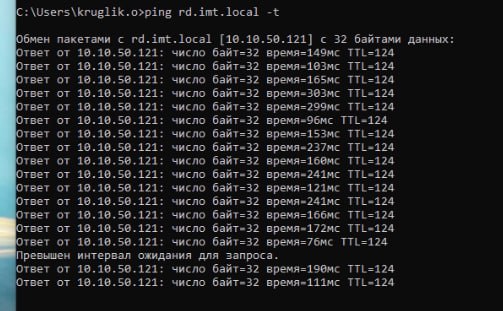 C:\Users\kruglik.o>ping rd.imt.local -t
Обмен пакетами с rd.imt.local [10.10.50.121] с 32 байтами данных:
Ответ от 10.10.50.121: число байт=32 время=149мс TTL=124
Ответ от 10.10.50.121: число байт=32 время=103мс TTL=124
Ответ от 10.10.50.121: число байт=32 время=165мс TTL=124
Ответ от 10.10.50.121: число байт=32 время=303мс TTL=124
Ответ от 10.10.50.121: число байт=32 время=299мс TTL=124
Ответ от 10.10.50.121: число байт=32 время=96мс TTL=124
Ответ от 10.10.50.121: число байт=32 время=153мс TTL=124
Ответ от 10.10.50.121: число байт=32 время=237мс TTL=124
Ответ от 10.10.50.121: число байт=32 время=160мс TTL=124
Ответ от 10.10.50.121: число байт=32 время=241мс TTL=124
Ответ от 10.10.50.121: число байт=32 время=121мс TTL=124
Ответ от 10.10.50.121: число байт=32 время=241мс TTL=124
Ответ от 10.10.50.121: число байт=32 время=166мс TTL=124
Ответ от 10.10.50.121: число байт=32 время=172мс TTL=124
Ответ от 10.10.50.121: число байт=32 время=76мс TTL=124
Превышен интервал ожидания для запроса.
Ответ от 10.10.50.121: число байт=32 время=190мс TTL=124
Ответ от 10.10.50.121: число байт=32 время=111мс TTL=124